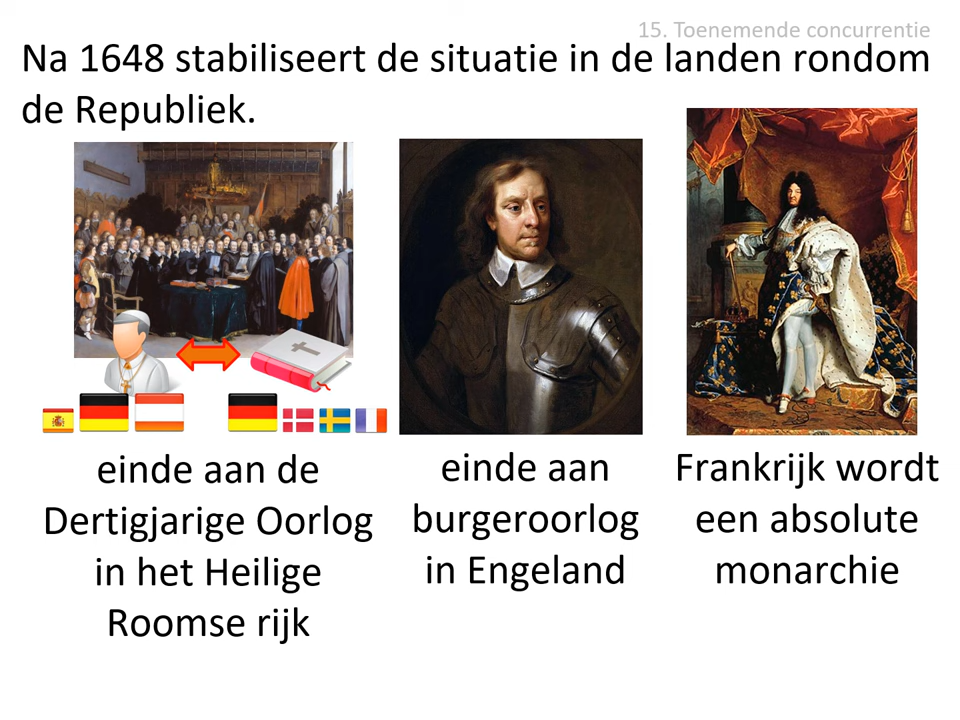 15. Toenemende concurrentie
Na 1648 stabiliseert de situatie in de landen rondom
de Republiek.
einde aan de
Dertigjarige Oorlog
in het Heilige
Roomse rijk
einde aan
burgeroorlog
in Engeland
Frankrijk wordt
een absolute
monarchie